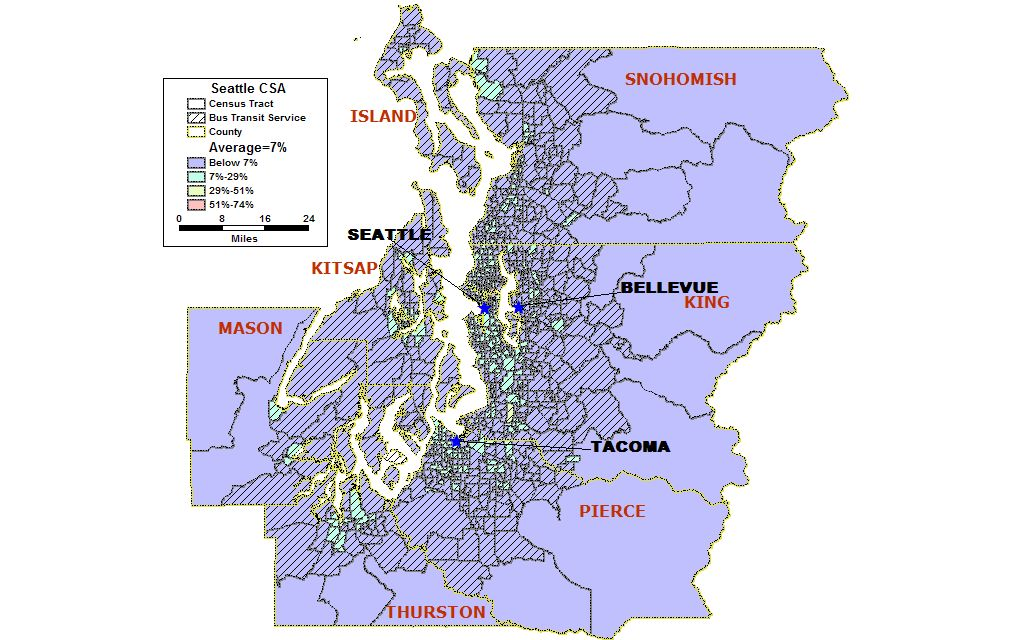 SNOHOMISH
Seattle CSA
Census Tract
Bus Transit Service
County
Average=7%
Below 7%
7%-29%
29%-51%
51%-74%
0 8 16 24
Miles
ISLAND
SEATTLE
KITSAP
BELLEVUE
KING
MASON
TACOMA
PIERCE
THURSTON